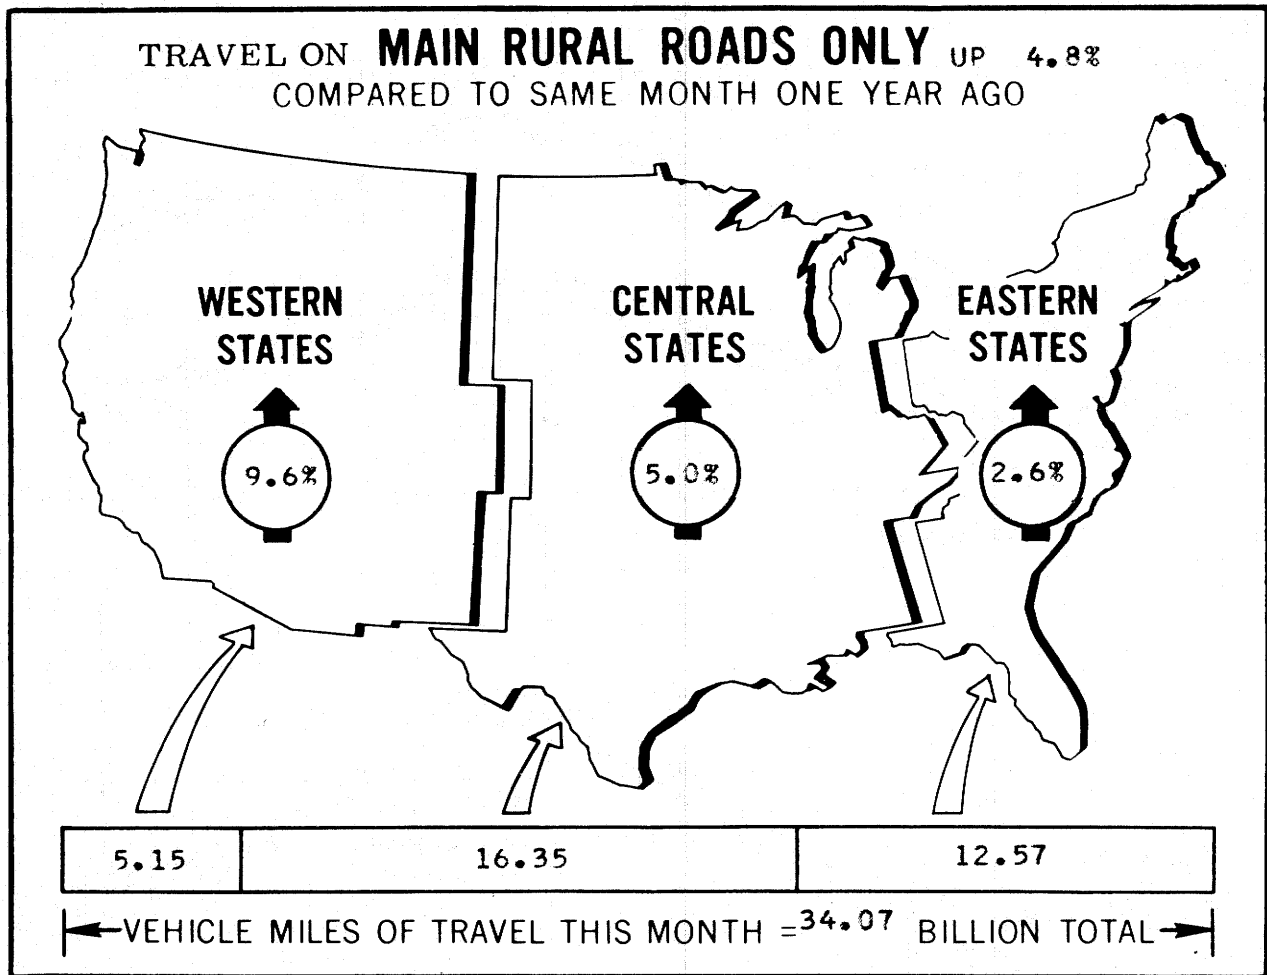 TRAVEL ON MAIN RURAL ROADS ONLY UP 4.8%
COMPARED TO SAME MONTH ONE YEAR AGO
WESTERN
STATES
9.6%
CENTRAL
STATES
5.0%
EASTERN
STATES
2.6%
5.15
16.35
12.57
VEHICLE MILES OF TRAVEL THIS MONTH =34.07 BILLION TOTAL